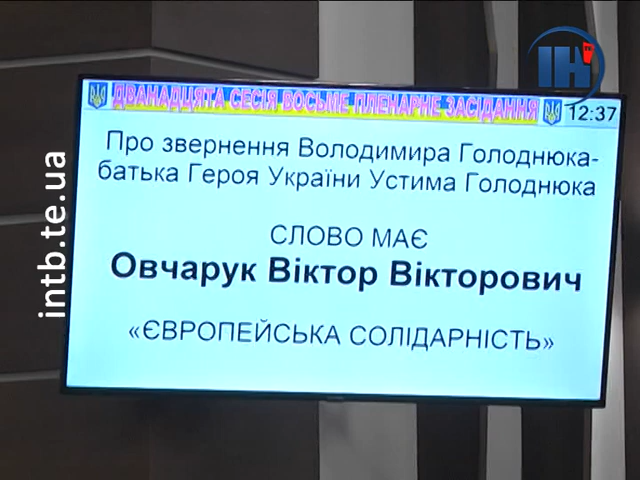 ІНТБ
ДВАНАДЦЯТА СЕСІЯ ВОСЬМЕ ПЛЕНАРНЕ ЗАСІДАННЯ 12:37
Про звернення Володимира Голоднюка-
батька Героя України Устима Голоднюка
СЛОВО МАЄ
Овчарук Віктор Вікторович
«ЄВРОПЕЙСЬКА СОЛІДАРНІСТЬ»
intb.te.ua